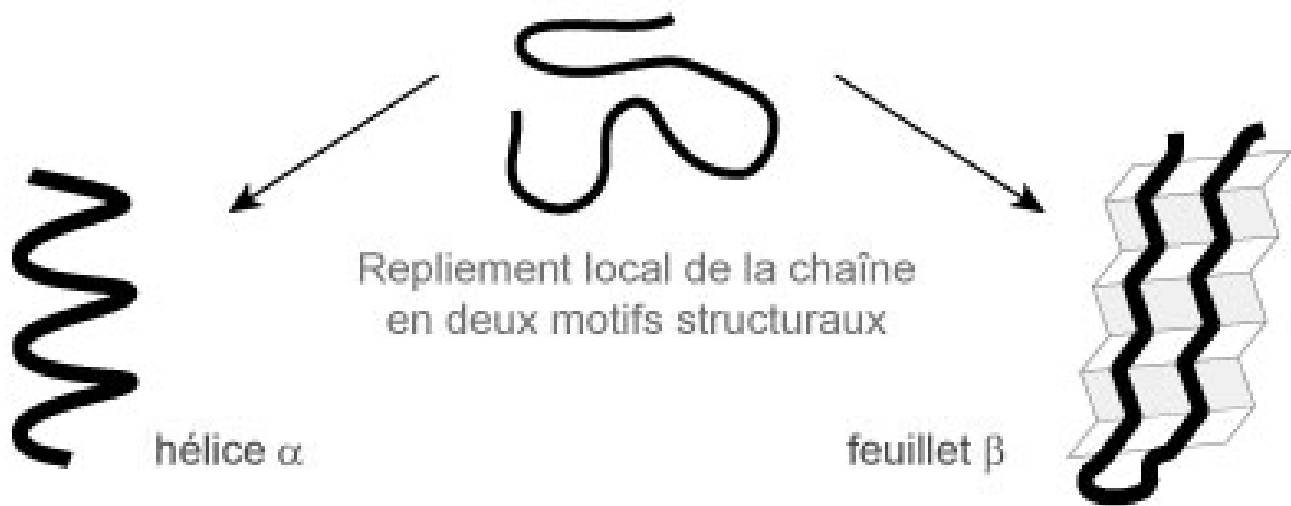 Repliement local de la chaîne
en deux motifs structuraux
hélice α
feuillet β